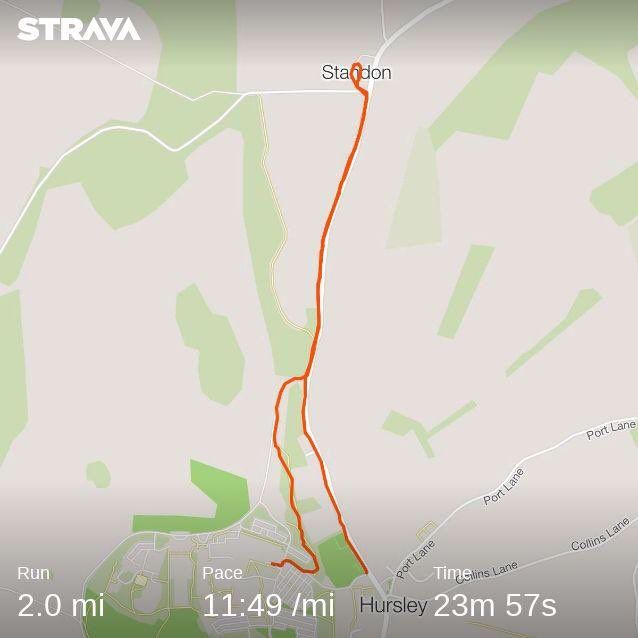 STRAVA
Standon
Port Lane
Port Lane
Collins Lane
Port Lane
Collins Lane
Run
Pace
Time
2.0 mi
11:49 /mi
Hursley
23m 57s